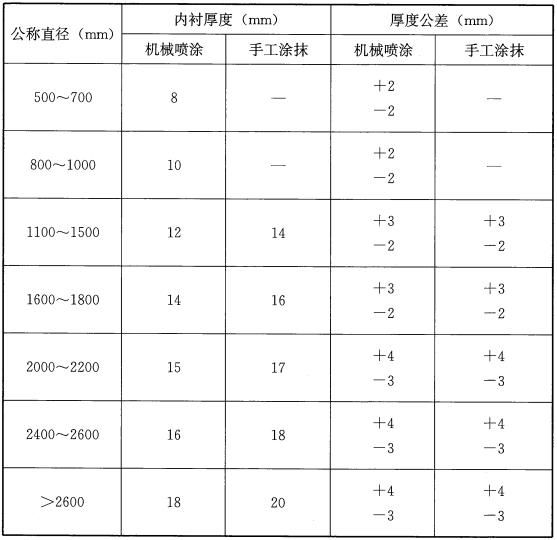 公称直径（mm） 内衬厚度（mm） 厚度公差（mm）
机械喷涂 手工涂抹 机械喷涂 手工涂抹
500～700 8 — ＋2 —
－2
800～1000 10 — ＋2 —
－2
1100～1500 12 14 ＋3 ＋3
－2 －2
1600～1800 14 16 ＋3 ＋3
－2 －2
2000～2200 15 17 ＋4 ＋4
－3 －3
2400～2600 16 18 ＋4 ＋4
－3 －3
＞2600 18 20 ＋4 ＋4
－3 －3